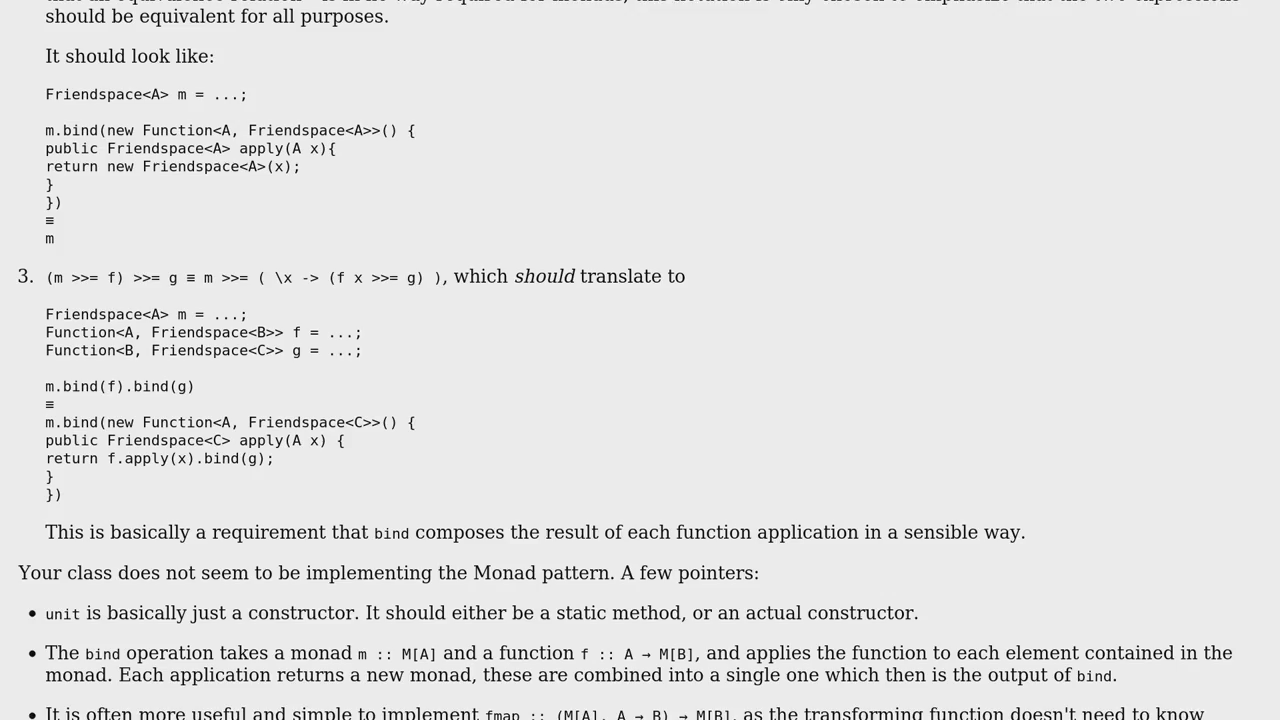 should be equivalent for all purposes.
It should look like:
Friendspace<A> m = ...;
m.bind(new Function<A, Friendspace<A>>() {
public Friendspace<A> apply(A x){
return new Friendspace<A>(x);
}
})
≡
m
3. (m >>= f) >>= g ≡ m >>= ( \x -> (f x >>= g) ), which should translate to
Friendspace<A> m = ...;
Function<A, Friendspace<B>> f = ...;
Function<B, Friendspace<C>> g = ...;
m.bind(f).bind(g)
≡
m.bind(new Function<A, Friendspace<C>>() {
public Friendspace<C> apply(A x) {
return f.apply(x).bind(g);
}
})
This is basically a requirement that bind composes the result of each function application in a sensible way.
Your class does not seem to be implementing the Monad pattern. A few pointers:
• unit is basically just a constructor. It should either be a static method, or an actual constructor.
• The bind operation takes a monad m :: M[A] and a function f :: A → M[B], and applies the function to each element contained in the
monad. Each application returns a new monad, these are combined into a single one which then is the output of bind.
• It is often more useful and simple to implement fmap :: (M[A], A → B) → M[B], as the transforming function doesn't need to know